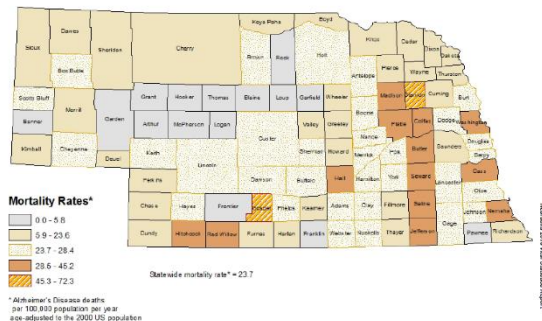 Keya Paha Boyd
Dawes
Sioux Sheridan Cherry Knox Cedar Dixon Dakota
Brown Rock Holt
Box Butte Antelope Pierce Wayne Thurston
Scotts Bluff Morrill Garden Grant Hooker Thomas Blaine Loup Garfield Wheeler Madison Stanton Cuming Burt
Banner Arthur McPherson Logan Valley Greeley Boone Platte Colfax Dodge Washington
Kimball Cheyenne Deuel Keith Lincoln Custer Sherman Howard Nance Merrick Butler Saunders Douglas
Sarpy
Perkins Dawson Buffalo Hall Hamilton York Seward Lancaster Cass
Otoe
Chase Hayes Frontier Gosper Phelps Kearney Adams Clay Fillmore Saline Gage Johnson Nemaha
Dundy Hitchcock Red Willow Furnas Harlan Franklin Webster Nuckolls Thayer Jefferson Pawnee Richardson
Mortality Rates*
0.0 - 5.8
5.9 - 23.6
23.7 - 28.4
28.5 - 45.2
45.3 - 72.3
Statewide mortality rate* = 23.7
* Alzheimer's Disease deaths
per 100,000 population per year
age-adjusted to the 2000 US population